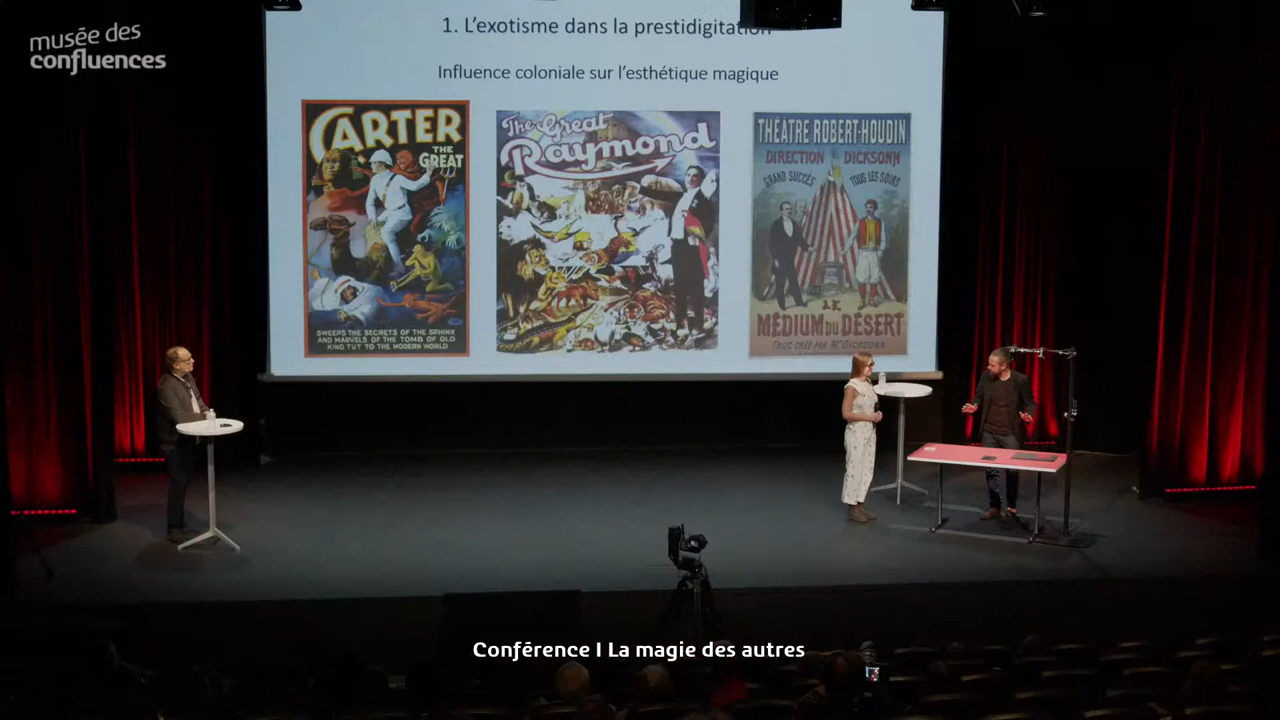 musée des
confluences
1. L'exotisme dans la prestidigitation
Influence coloniale sur l'esthétique magique
CARTER
THE
GREAT
SWEEPS THE SECRETS OF THE SPHINX
AND MARVELS OF THE TOMB OF OLD
KING TUT TO THE MODERN WORLD
The Great
Raymond
THÉATRE ROBERT-HOUDIN
DIRECTION DICKSONN
GRAND SUCCÈS TOUS LES SOIRS
LE
MÉDIUM DU DÉSERT
TRUC CRÉÉ PAR Mr DICKSONN
Conférence I La magie des autres